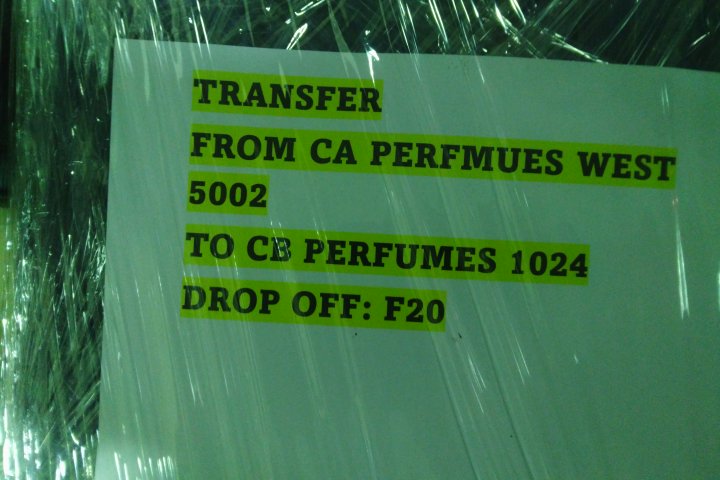 TRANSFER
FROM CA PERFMUES WEST
5002
TO CB PERFUMES 1024
DROP OFF: F20